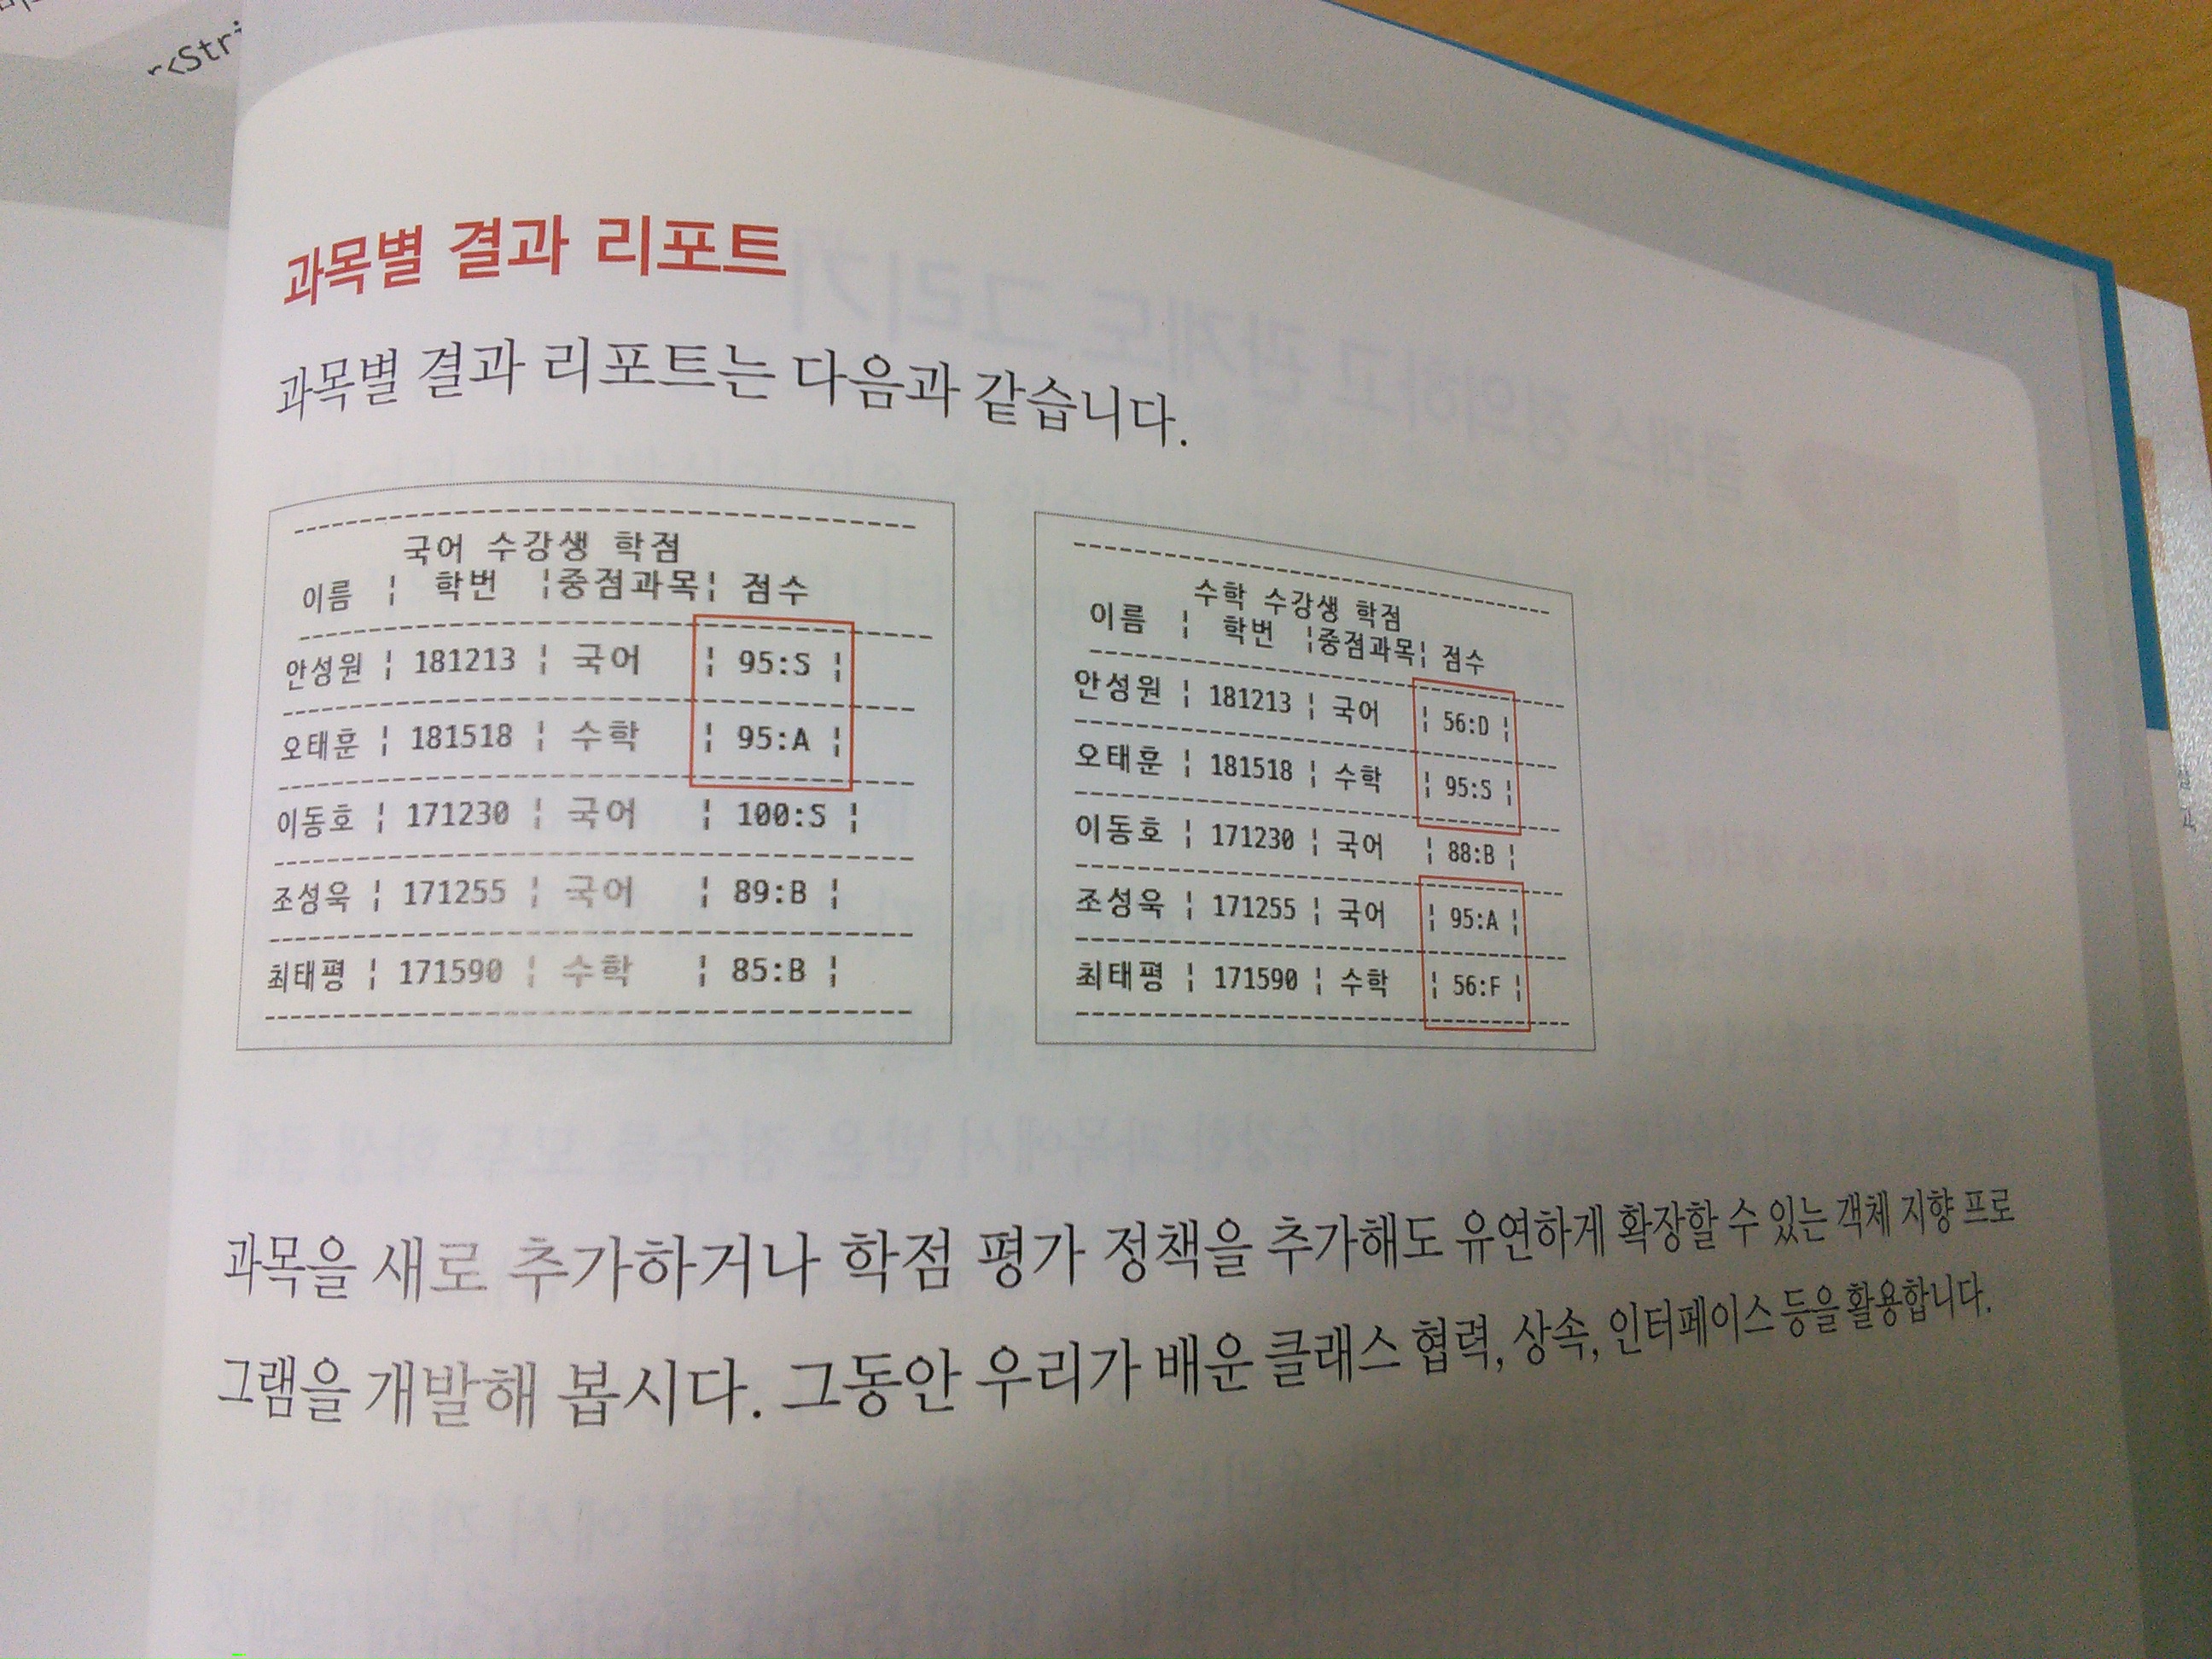 r<Stri
과목별 결과 리포트
과목별 결과 리포트는 다음과 같습니다.
국어 수강생 학점
이름 ¦ 학번 ¦중점과목¦ 점수
안성원 ¦ 181213 ¦ 국어 ¦ 95:S ¦
오태훈 ¦ 181518 ¦ 수학 ¦ 95:A ¦
이동호 ¦ 171230 ¦ 국어 ¦ 100:S ¦
조성욱 ¦ 171255 ¦ 국어 ¦ 89:B ¦
최태평 ¦ 171590 ¦ 수학 ¦ 85:B ¦
수학 수강생 학점
이름 ¦ 학번 ¦중점과목¦ 점수
안성원 ¦ 181213 ¦ 국어 ¦ 56:D ¦
오태훈 ¦ 181518 ¦ 수학 ¦ 95:S ¦
이동호 ¦ 171230 ¦ 국어 ¦ 88:B ¦
조성욱 ¦ 171255 ¦ 국어 ¦ 95:A ¦
최태평 ¦ 171590 ¦ 수학 ¦ 56:F ¦
과목을 새로 추가하거나 학점 평가 정책을 추가해도 유연하게 확장할 수 있는 객체 지향 프로
그램을 개발해 봅시다. 그동안 우리가 배운 클래스 협력, 상속, 인터페이스 등을 활용합니다.